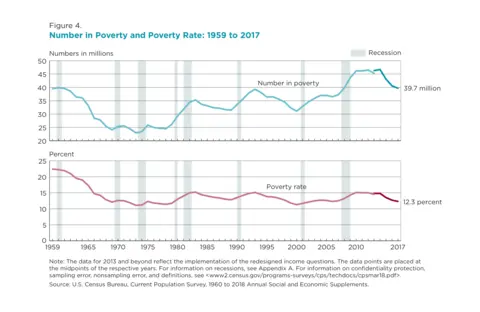 Figure 4.
Number in Poverty and Poverty Rate: 1959 to 2017
Numbers in millions
Recession
50
45
40
35
30
25
20
Number in poverty
39.7 million
Percent
25
20
15
10
5
0
Poverty rate
12.3 percent
1959 1965 1970 1975 1980 1985 1990 1995 2000 2005 2010 2017
Note: The data for 2013 and beyond reflect the implementation of the redesigned income questions. The data points are placed at
the midpoints of the respective years. For information on recessions, see Appendix A. For information on confidentiality protection,
sampling error, nonsampling error, and definitions, see <www2.census.gov/programs-surveys/cps/techdocs/cpsmar18.pdf>.
Source: U.S. Census Bureau, Current Population Survey, 1960 to 2018 Annual Social and Economic Supplements.